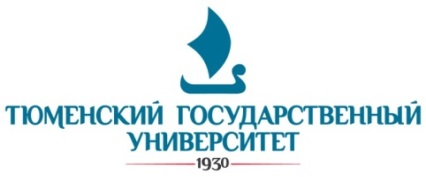 ТЮМЕНСКИЙ ГОСУДАРСТВЕННЫЙ
УНИВЕРСИТЕТ
1930